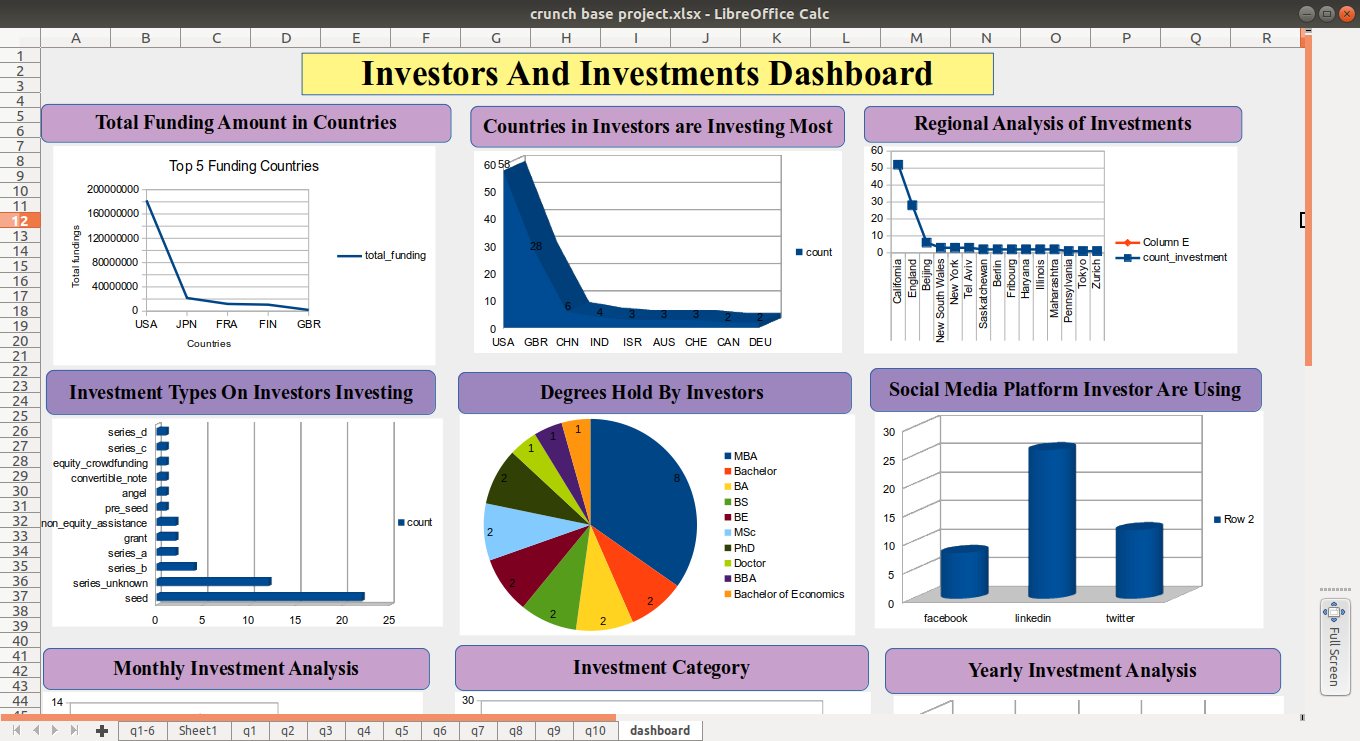 crunch base project.xlsx - LibreOffice Calc
A B C D E F G H I J K L M N O P Q R
1
2
3
4
5
6
7
8
9
10
11
12
13
14
15
16
17
18
19
20
21
22
23
24
25
26
27
28
29
30
31
32
33
34
35
36
37
38
39
40
41
42
43
44
Investors And Investments Dashboard
Total Funding Amount in Countries
Top 5 Funding Countries
Total fundings
200000000
160000000
120000000
80000000
40000000
0
USA JPN FRA FIN GBR
Countries
total_funding
Countries in Investors are Investing Most
60
50
40
30
20
10
0
58
28
6
4
3
3
3
2
2
USA GBR CHN IND ISR AUS CHE CAN DEU
count
Regional Analysis of Investments
60
50
40
30
20
10
0
California
England
Beijing
New South Wales
New York
Tel Aviv
Saskatchewan
Berlin
Fribourg
Haryana
Illinois
Maharashtra
Pennsylvania
Tokyo
Zurich
Column E
count_investment
Investment Types On Investors Investing
series_d
series_c
equity_crowdfunding
convertible_note
angel
pre_seed
non_equity_assistance
grant
series_a
series_b
series_unknown
seed
0 5 10 15 20 25
count
Degrees Hold By Investors
8
2
2
2
2
2
2
1
1
1
MBA
Bachelor
BA
BS
BE
MSc
PhD
Doctor
BBA
Bachelor of Economics
Social Media Platform Investor Are Using
30
25
20
15
10
5
0
facebook linkedin twitter
Row 2
Monthly Investment Analysis
14
Investment Category
30
Yearly Investment Analysis
Full Screen
q1-6 Sheet1 q1 q2 q3 q4 q5 q6 q7 q8 q9 q10 dashboard